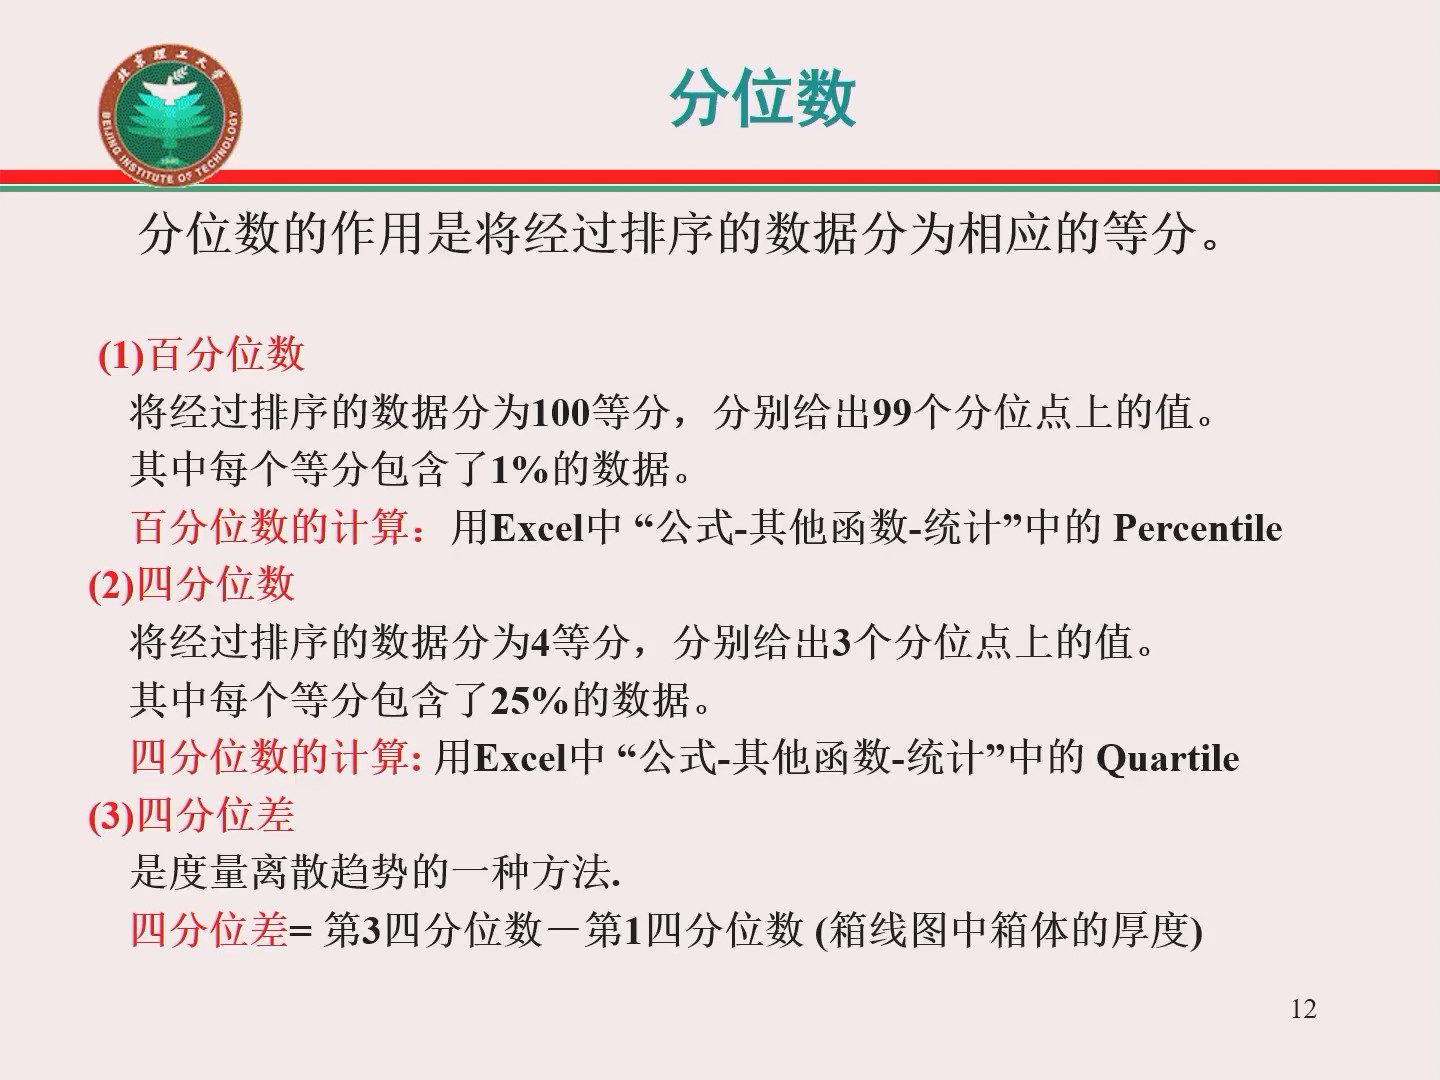 北京理工大学
BEIJING INSTITUTE OF TECHNOLOGY
1940
分位数
分位数的作用是将经过排序的数据分为相应的等分。
(1)百分位数
将经过排序的数据分为100等分，分别给出99个分位点上的值。
其中每个等分包含了1%的数据。
百分位数的计算：用Excel中 “公式-其他函数-统计”中的 Percentile
(2)四分位数
将经过排序的数据分为4等分，分别给出3个分位点上的值。
其中每个等分包含了25%的数据。
四分位数的计算: 用Excel中 “公式-其他函数-统计”中的 Quartile
(3)四分位差
是度量离散趋势的一种方法.
四分位差= 第3四分位数－第1四分位数 (箱线图中箱体的厚度)
12